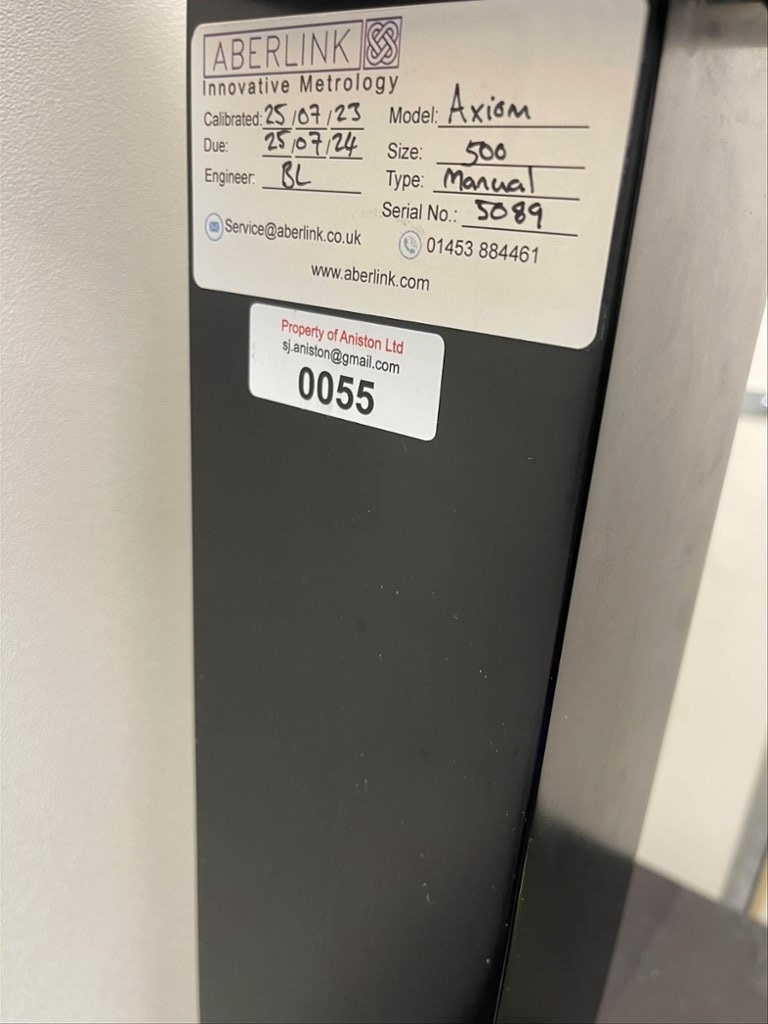 ABERLINK
Innovative Metrology
Calibrated: 25/07/23 Model: Axiom
Due: 25/07/24 Size: 500
Engineer: BL Type: Manual
Serial No.: 5089
Service@aberlink.co.uk 01453 884461
www.aberlink.com
Property of Aniston Ltd
sj.aniston@gmail.com
0055